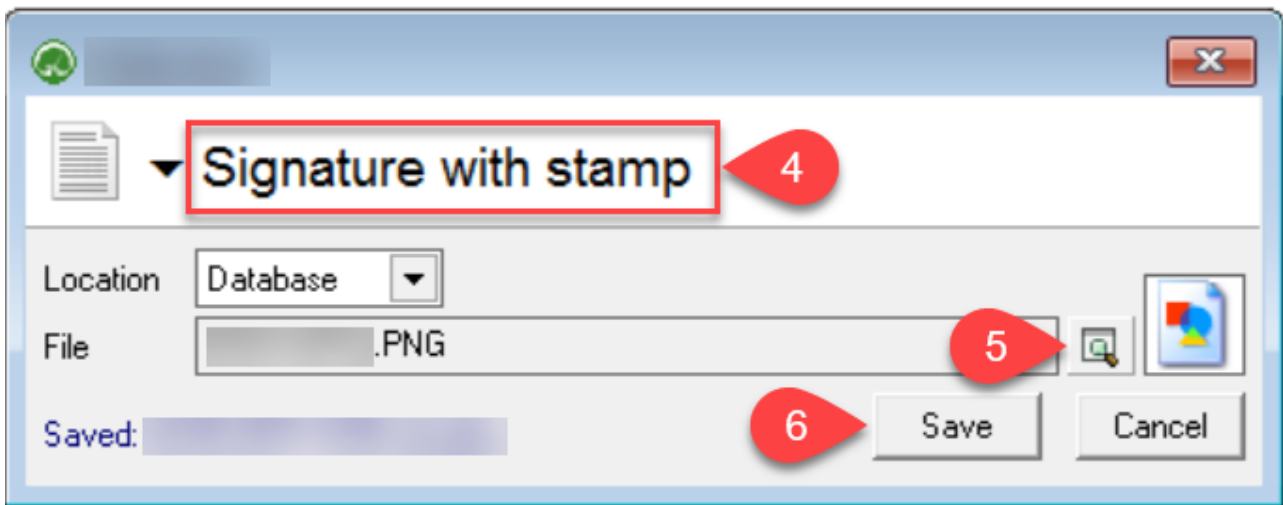 Signature with stamp
4
Location Database
File .PNG
5
Saved:
6
Save
Cancel